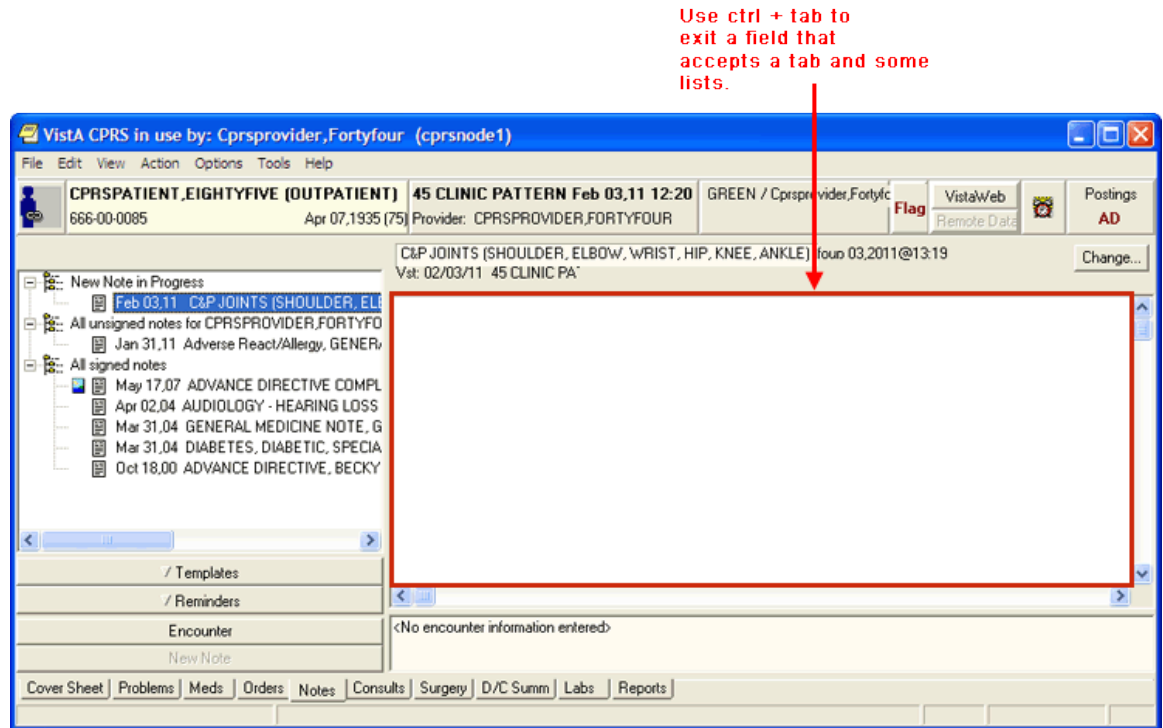 Use ctrl + tab to
exit a field that
accepts a tab and some
lists.
VistA CPRS in use by: Cprsprovider,Fortyfour (cprsnode1)
File Edit View Action Options Tools Help
CPRSPATIENT,EIGHTYFIVE (OUTPATIENT) 45 CLINIC PATTERN Feb 03,11 12:20 GREEN / Cprsprovider,Fortyfo Flag VistaWeb Postings
666-00-0085 Apr 07,1935 (75) Provider: CPRSPROVIDER,FORTYFOUR Remote Data AD
C&P JOINTS (SHOULDER, ELBOW, WRIST, HIP, KNEE, ANKLE) 03,2011@13:19 Change...
Vst: 02/03/11 45 CLINIC PA
New Note in Progress
Feb 03,11 C&P JOINTS (SHOULDER, ELE
All unsigned notes for CPRSPROVIDER,FORTYFO
Jan 31,11 Adverse React/Allergy, GENER
All signed notes
May 17,07 ADVANCE DIRECTIVE COMPL
Apr 02,04 AUDIOLOGY - HEARING LOSS
Mar 31,04 GENERAL MEDICINE NOTE, G
Mar 31,04 DIABETES, DIABETIC, SPECIA
Oct 18,00 ADVANCE DIRECTIVE, BECKY
/ Templates
/ Reminders
Encounter
<No encounter information entered>
New Note
Cover Sheet Problems Meds Orders Notes Consults Surgery D/C Summ Labs Reports